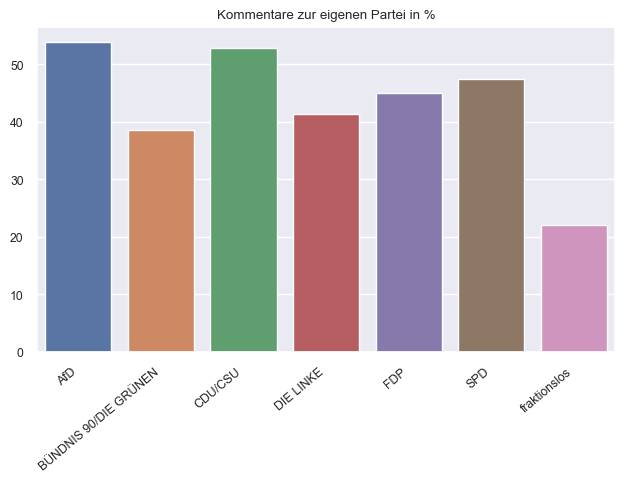 Kommentare zur eigenen Partei in %
50
40
30
20
10
0
AfD
BÜNDNIS 90/DIE GRÜNEN
CDU/CSU
DIE LINKE
FDP
SPD
fraktionslos